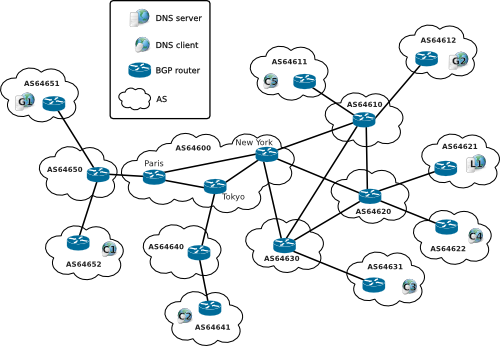 DNS server
DNS client
BGP router
AS
AS64612
G2
AS64611
C5
AS64610
AS64651
G1
AS64600
New York
AS64621
L1
Paris
AS64650
Tokyo
AS64620
AS64640
C1
AS64652
AS64630
C4
AS64622
AS64631
C3
C2
AS64641